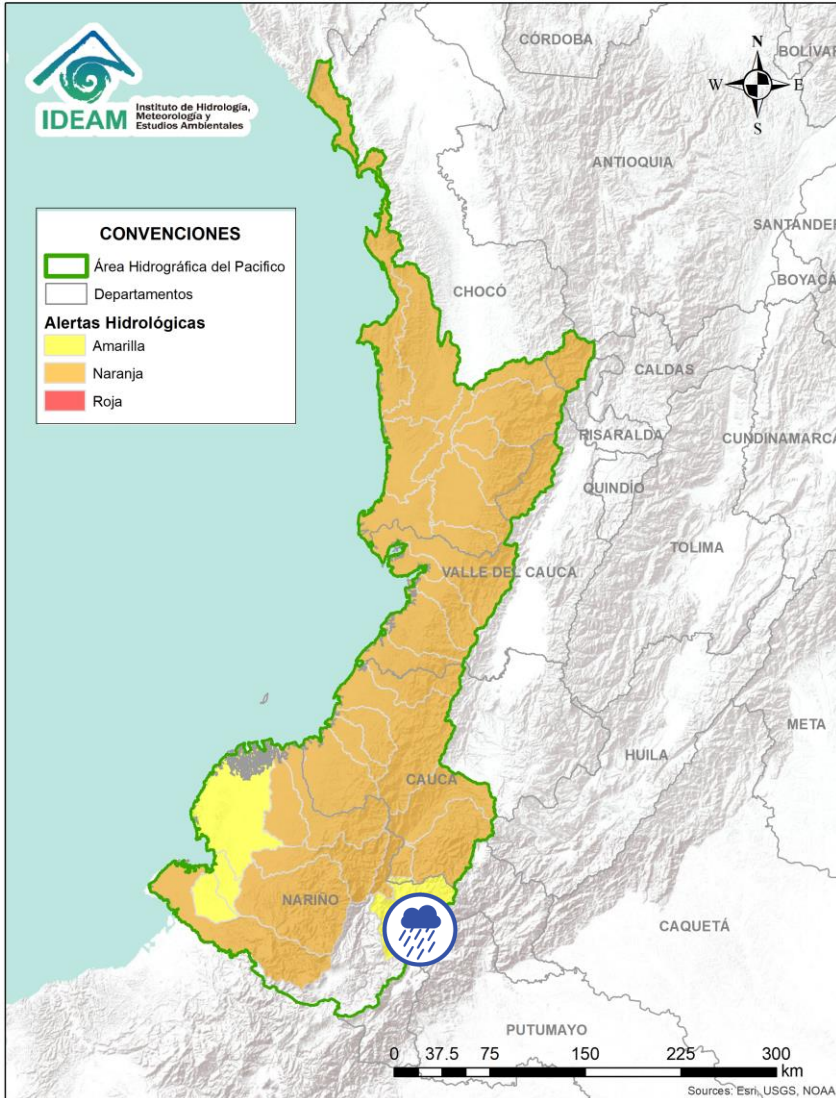 IDEAM
Instituto de Hidrología,
Meteorología y
Estudios Ambientales
CÓRDOBA
BOLÍVAR
N
W
E
S
ANTIOQUIA
SANTANDER
BOYACÁ
CONVENCIONES
Área Hidrográfica del Pacifico
Departamentos
Alertas Hidrológicas
Amarilla
Naranja
Roja
CHOCÓ
CALDAS
RISARALDA
CUNDINAMARCA
QUINDÍO
TOLIMA
VALLE DEL CAUCA
META
HUILA
CAUCA
NARIÑO
CAQUETÁ
PUTUMAYO
0 37.5 75 150 225 300
km
Sources: Esri, USGS, NOAA